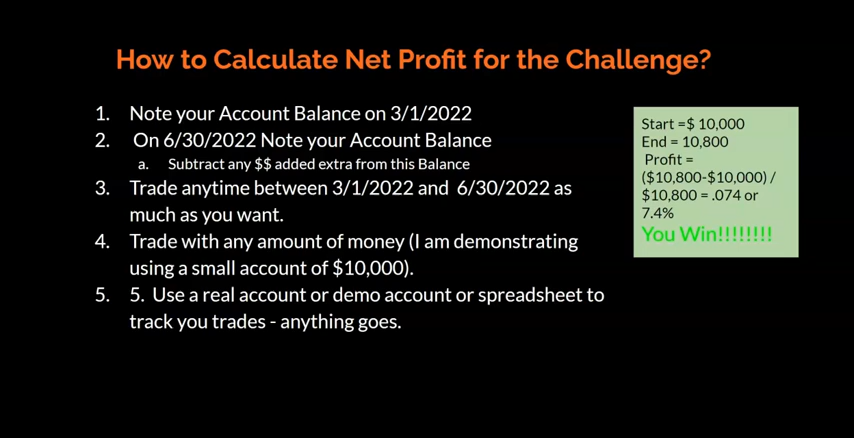 How to Calculate Net Profit for the Challenge?
1. Note your Account Balance on 3/1/2022
2. On 6/30/2022 Note your Account Balance
a. Subtract any $$ added extra from this Balance
3. Trade anytime between 3/1/2022 and 6/30/2022 as
much as you want.
4. Trade with any amount of money (I am demonstrating
using a small account of $10,000).
5. 5. Use a real account or demo account or spreadsheet to
track you trades - anything goes.
Start =$ 10,000
End = 10,800
Profit =
($10,800-$10,000) /
$10,800 = .074 or
7.4%
You Win!!!!!!!!